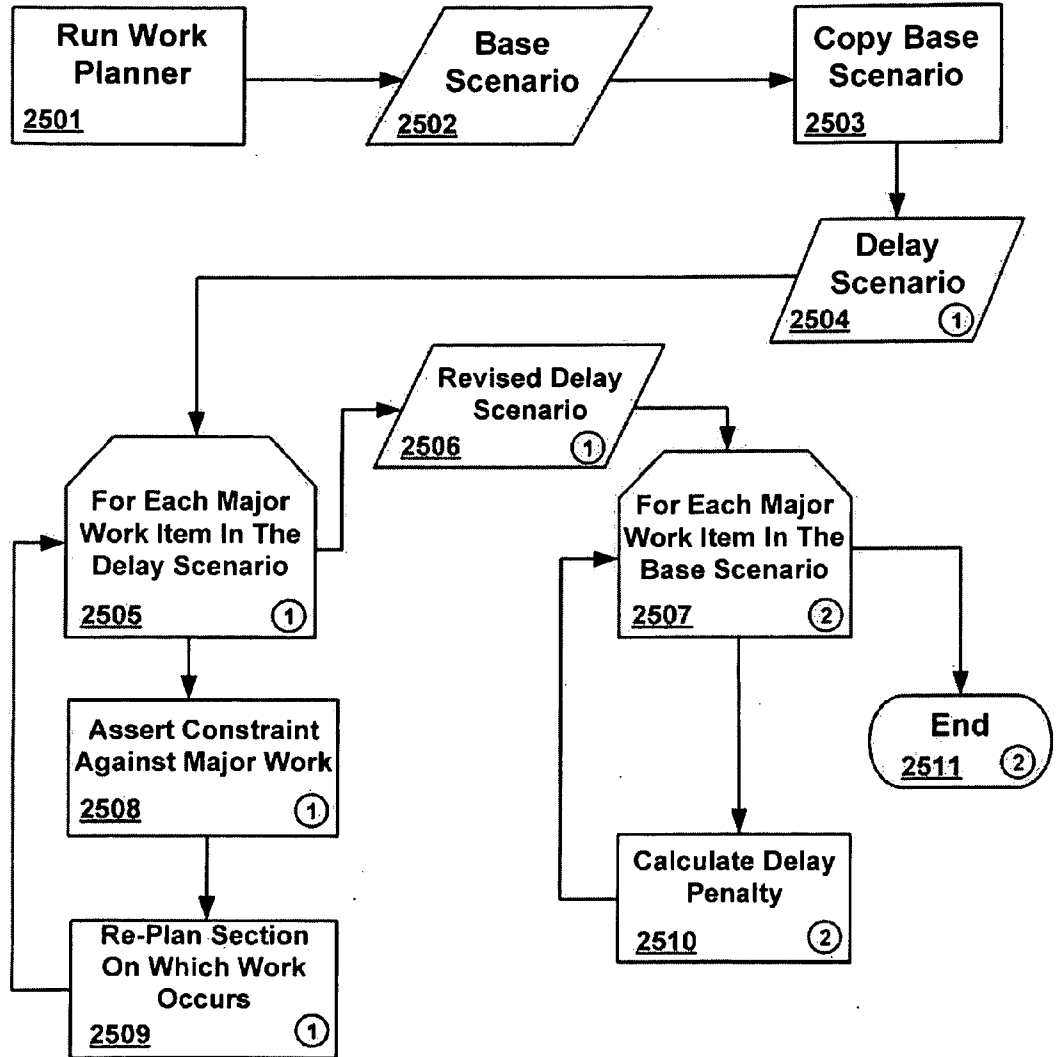 Run Work
Planner
2501
Base
Scenario
2502
Copy Base
Scenario
2503
Delay
Scenario
2504
1
Revised Delay
Scenario
2506
1
For Each Major
Work Item In The
Delay Scenario
2505
1
For Each Major
Work Item In The
Base Scenario
2507
2
Assert Constraint
Against Major Work
2508
1
End
2511
2
Calculate Delay
Penalty
2510
2
Re-Plan Section
On Which Work
Occurs
2509
1